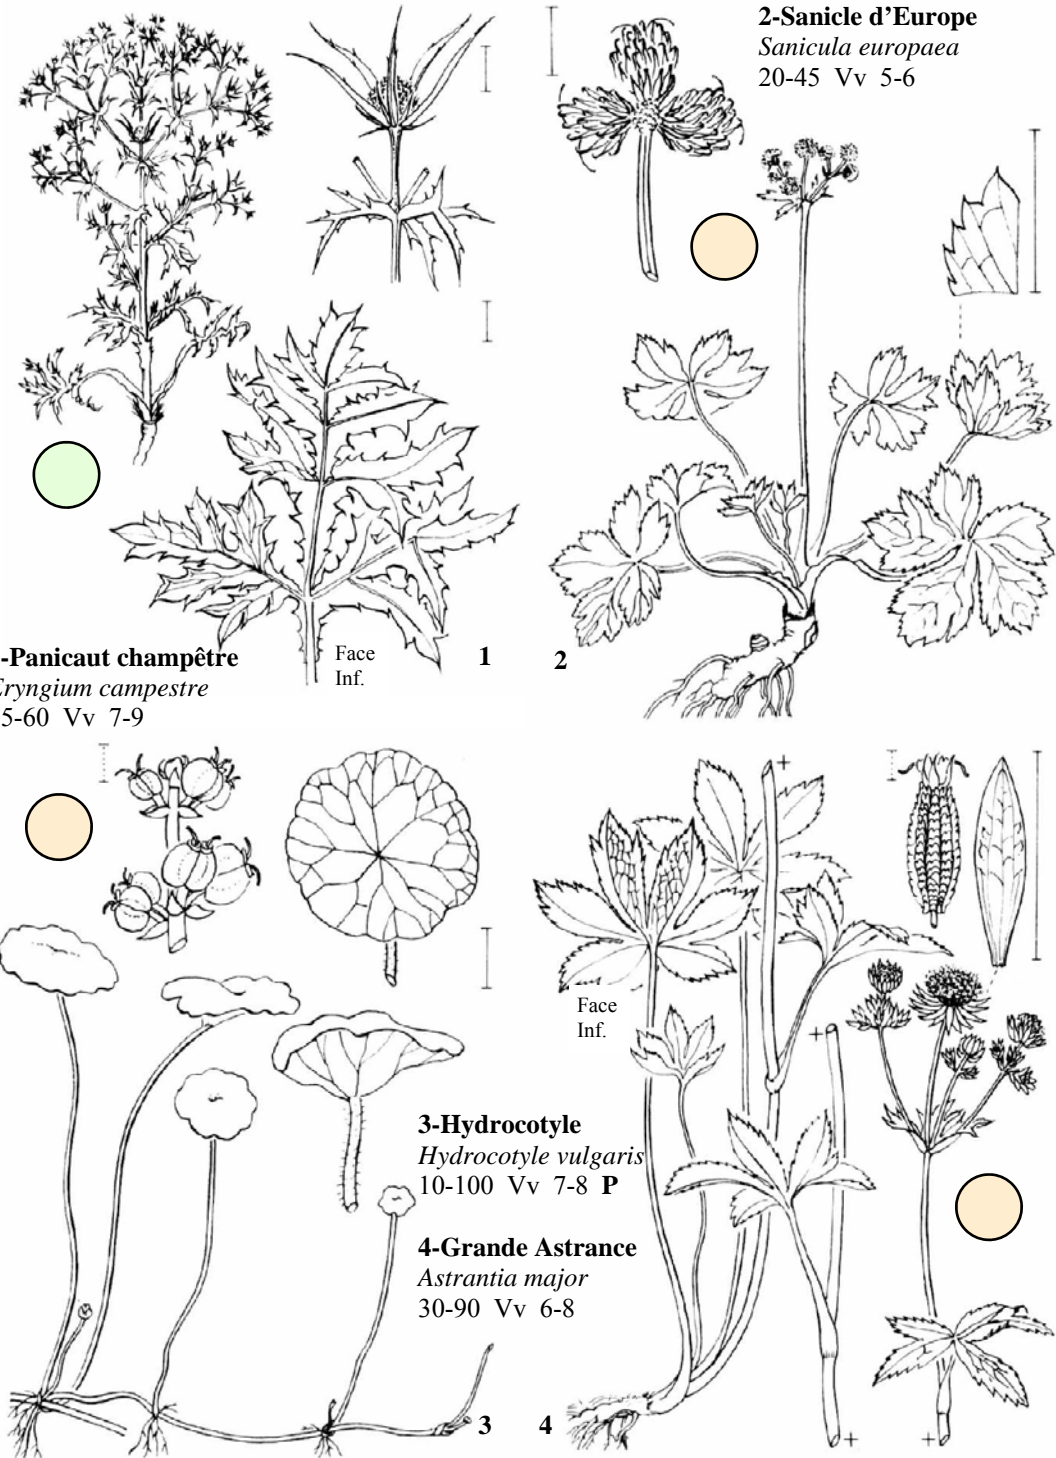 2-Sanicle d’Europe
Sanicula europaea
20-45 Vv 5-6
Face
Inf.
1
2
-Panicaut champêtre
Eryngium campestre
5-60 Vv 7-9
Face
Inf.
3-Hydrocotyle
Hydrocotyle vulgaris
10-100 Vv 7-8 P
4-Grande Astrance
Astrantia major
30-90 Vv 6-8
3
4